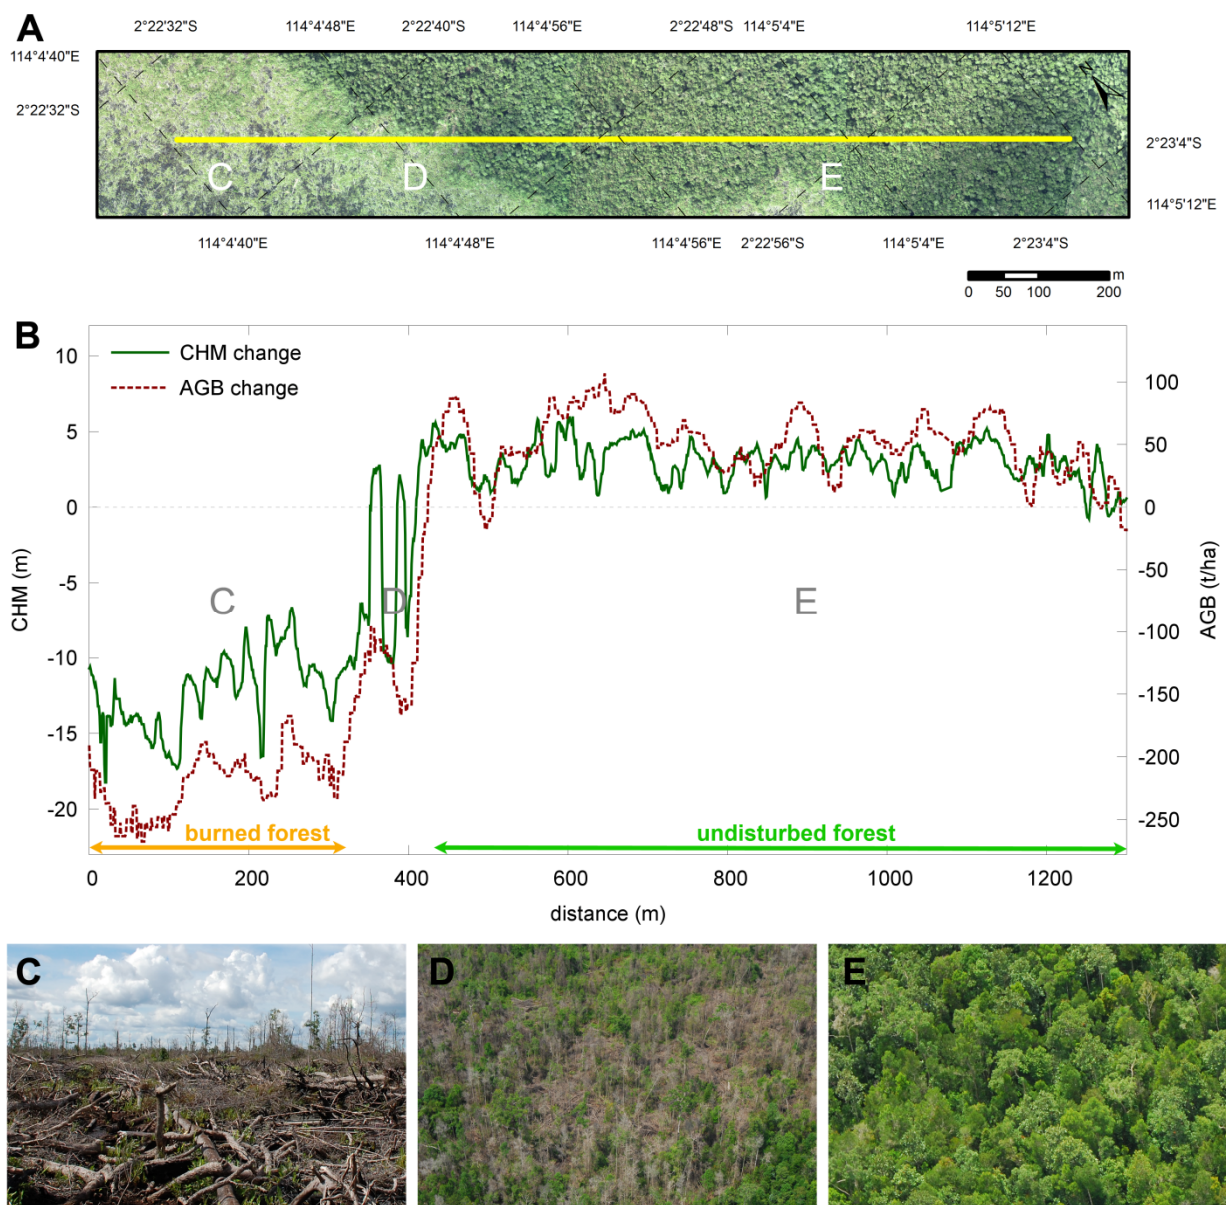 A
2°22'32"S 114°4'48"E 2°22'40"S 114°4'56"E 2°22'48"S 114°5'4"E 114°5'12"E
114°4'40"E
2°22'32"S
N
2°23'4"S
C D E
114°5'12"E
114°4'40"E 114°4'48"E 114°4'56"E 2°22'56"S 114°5'4"E 2°23'4"S
m
0 50 100 200
B
CHM change
AGB change
10
5
0
-5
-10
-15
-20
CHM (m)
100
50
0
-50
-100
-150
-200
-250
AGB (t/ha)
C D E
burned forest undisturbed forest
0 200 400 600 800 1000 1200
distance (m)
C D E